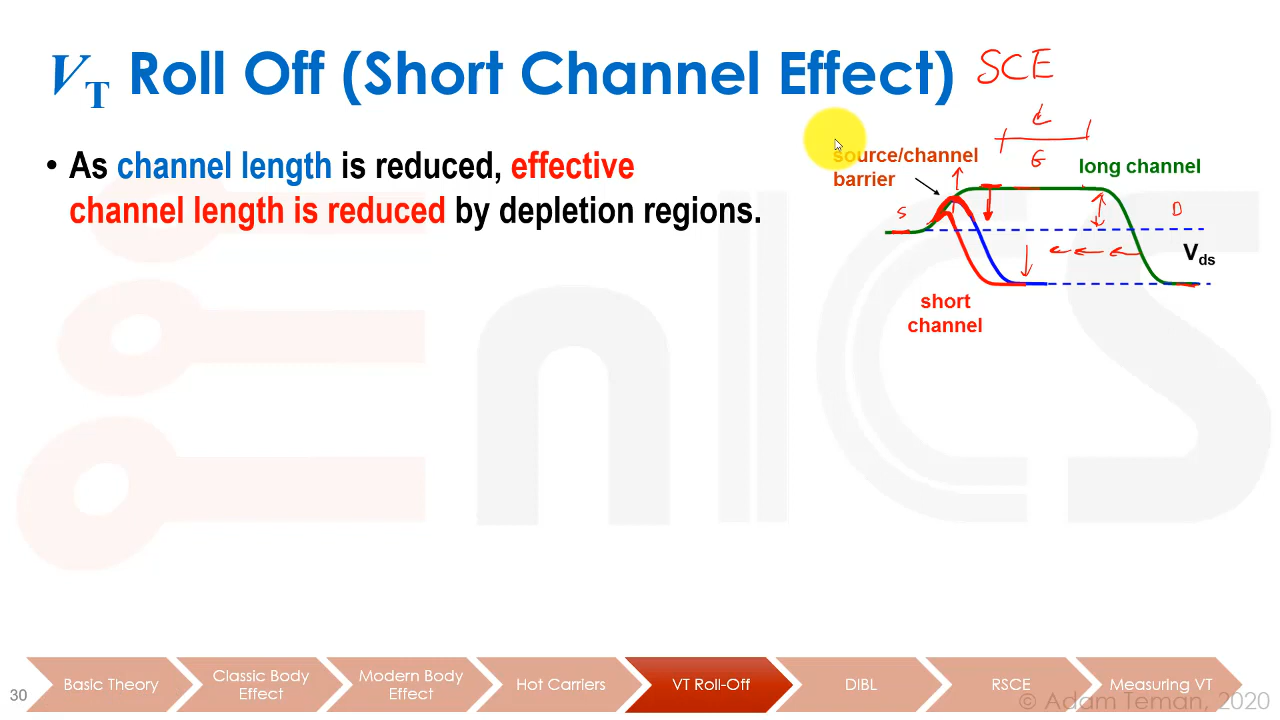 V_T Roll Off (Short Channel Effect)
SCE
• As channel length is reduced, effective
channel length is reduced by depletion regions.
L
G
source/channel
barrier
long channel
S
D
Vds
short
channel
30
Basic Theory
Classic Body
Effect
Modern Body
Effect
Hot Carriers
VT Roll-Off
DIBL
RSCE
Measuring VT
© Adam Teman, 2020
enICS